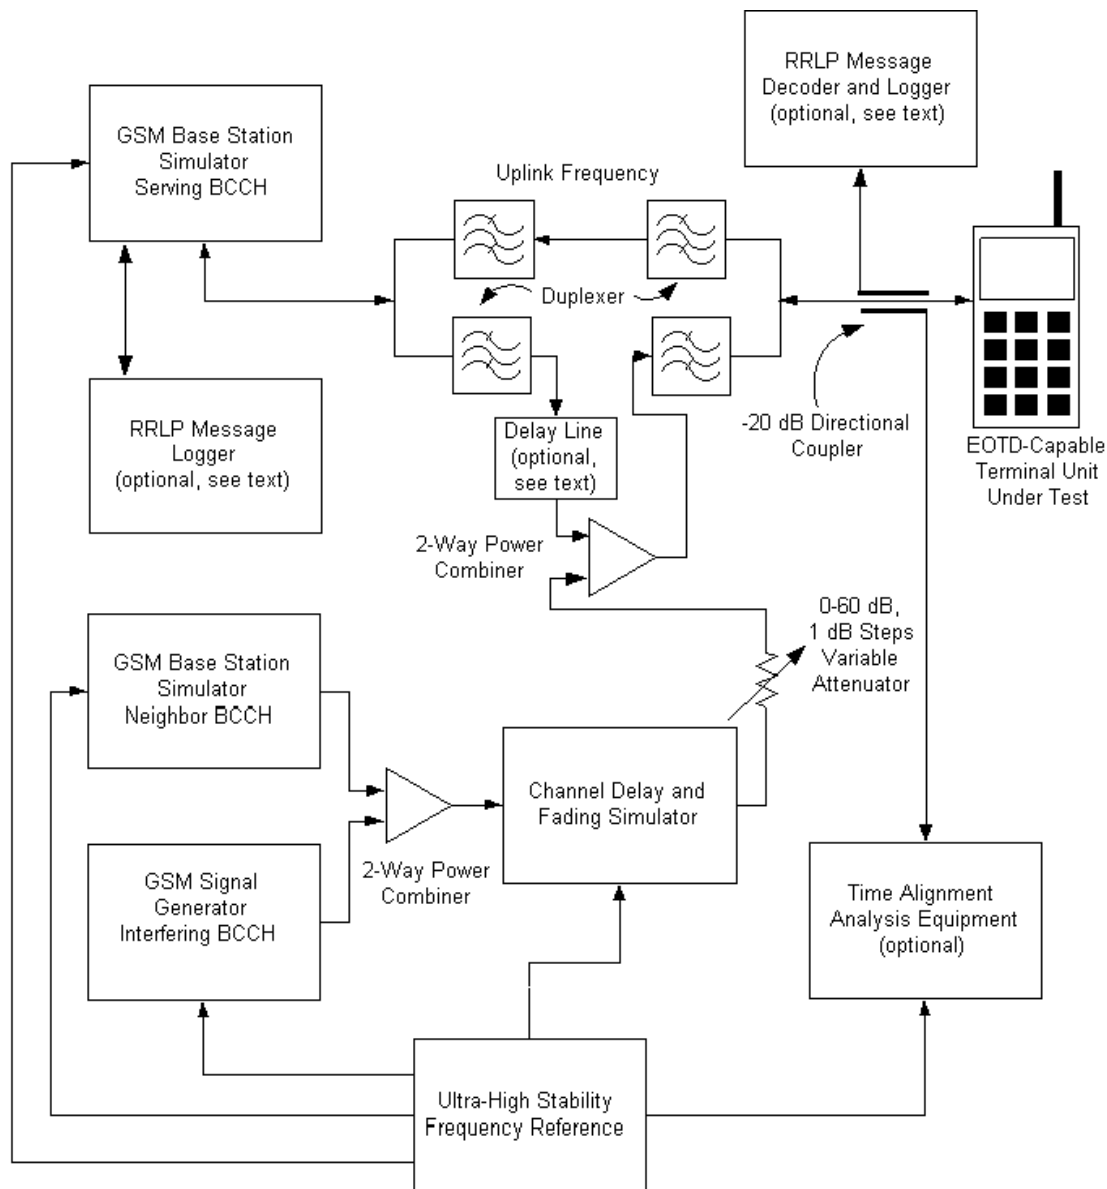 RRLP Message
Decoder and Logger
(optional, see text)
GSM Base Station
Simulator
Serving BCCH
Uplink Frequency
Duplexer
RRLP Message
Logger
(optional, see text)
Delay Line
(optional,
see text)
-20 dB Directional
Coupler
EOTD-Capable
Terminal Unit
Under Test
2-Way Power
Combiner
0-60 dB,
1 dB Steps
Variable
Attenuator
GSM Base Station
Simulator
Neighbor BCCH
Channel Delay and
Fading Simulator
2-Way Power
Combiner
GSM Signal
Generator
Interfering BCCH
Time Alignment
Analysis Equipment
(optional)
Ultra-High Stability
Frequency Reference